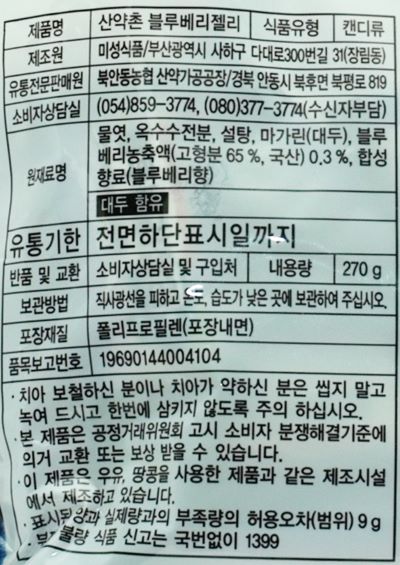 제품명 산약촌 블루베리젤리 식품유형 캔디류
제조원 미성식품/부산광역시 사하구 다대로300번길 31(장림동)
유통전문판매원 북안동농협 산약가공공장/경북 안동시 북후면 북평로 819
소비자상담실 (054)859-3774, (080)377-3774(수신자부담)
원재료명 물엿, 옥수수전분, 설탕, 마가린(대두), 블루
베리농축액(고형분 65 %, 국산) 0.3 %, 합성
향료(블루베리향)
대두 함유
유통기한 전면하단표시일까지
반품 및 교환 소비자상담실 및 구입처 내용량 270 g
보관방법 직사광선을 피하고 온도, 습도가 낮은 곳에 보관하여 주십시오.
포장재질 폴리프로필렌(포장내면)
품목보고번호 19690144004104
· 치아 보철하신 분이나 치아가 약하신 분은 씹지 말고
녹여 드시고 한번에 삼키지 않도록 주의 하십시오.
· 본 제품은 공정거래위원회 고시 소비자 분쟁해결기준에
의거 교환 또는 보상 받을 수 있습니다.
· 이 제품은 우유, 땅콩을 사용한 제품과 같은 제조시설
에서 제조하고 있습니다.
· 표시된 양과 실제량과의 부족량의 허용오차(범위) 9 g
· 부정·불량 식품 신고는 국번없이 1399